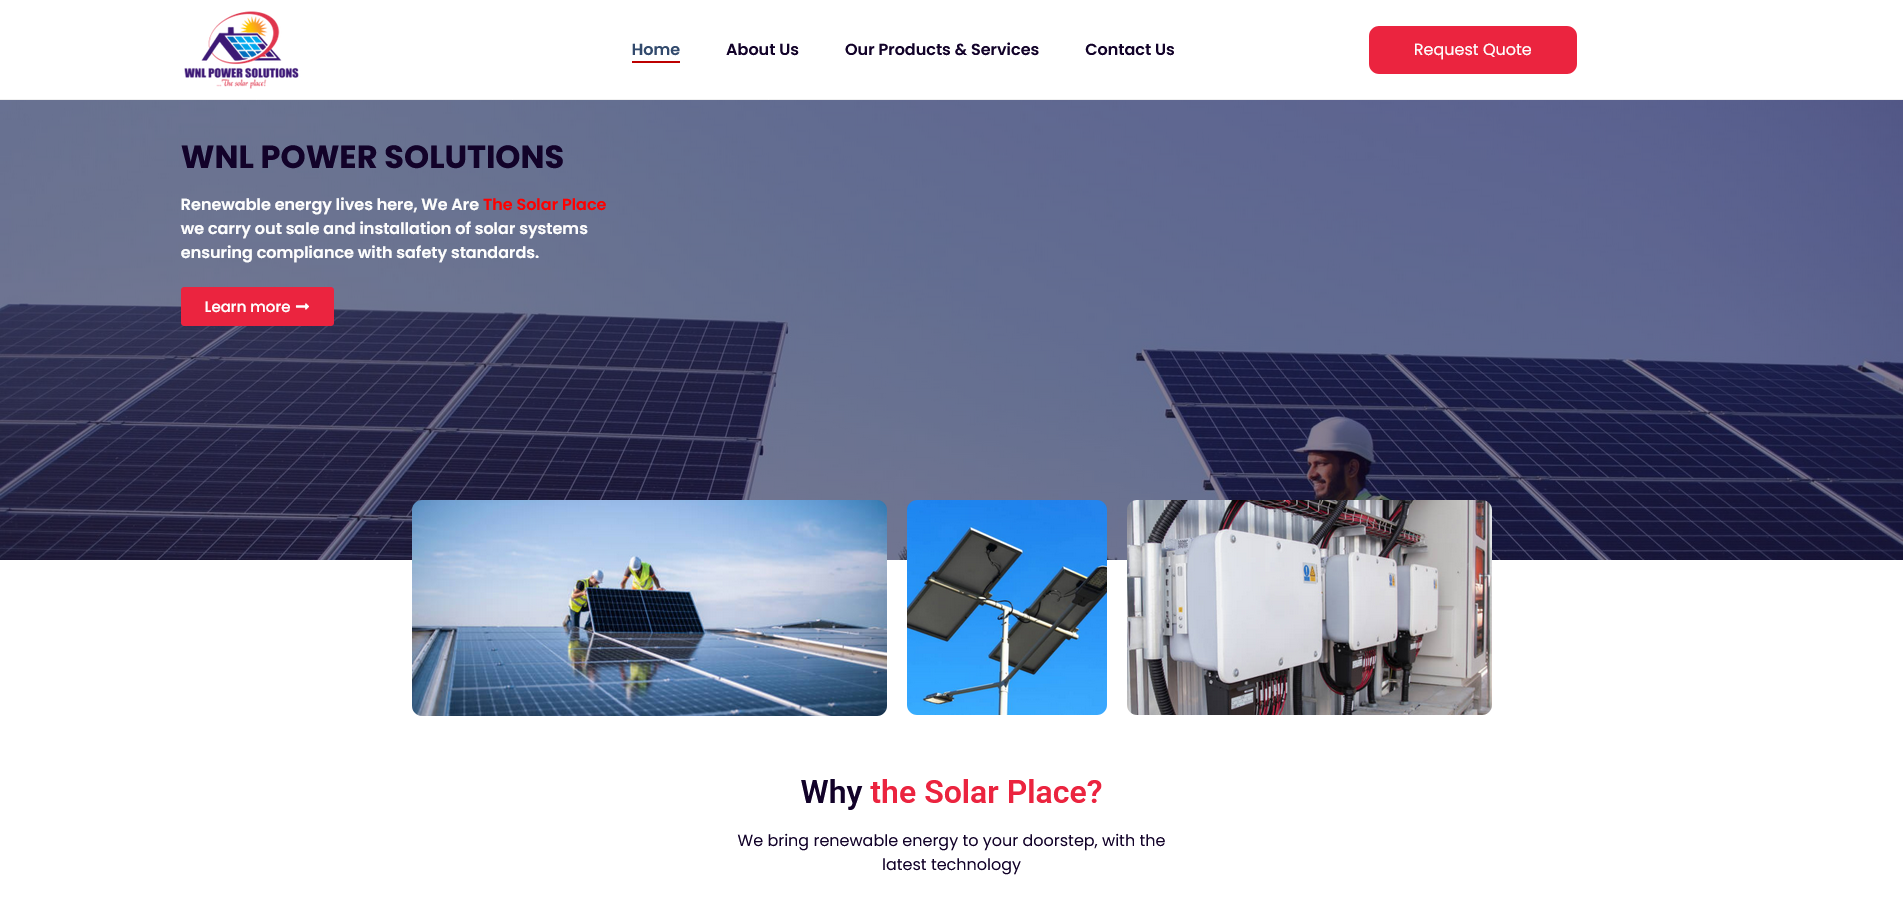 WNL POWER SOLUTIONS
..."The solar place!
Home
About Us
Our Products & Services
Contact Us
Request Quote
WNL POWER SOLUTIONS
Renewable energy lives here, We Are The Solar Place
we carry out sale and installation of solar systems
ensuring compliance with safety standards.
Learn more →
Why the Solar Place?
We bring renewable energy to your doorstep, with the
latest technology